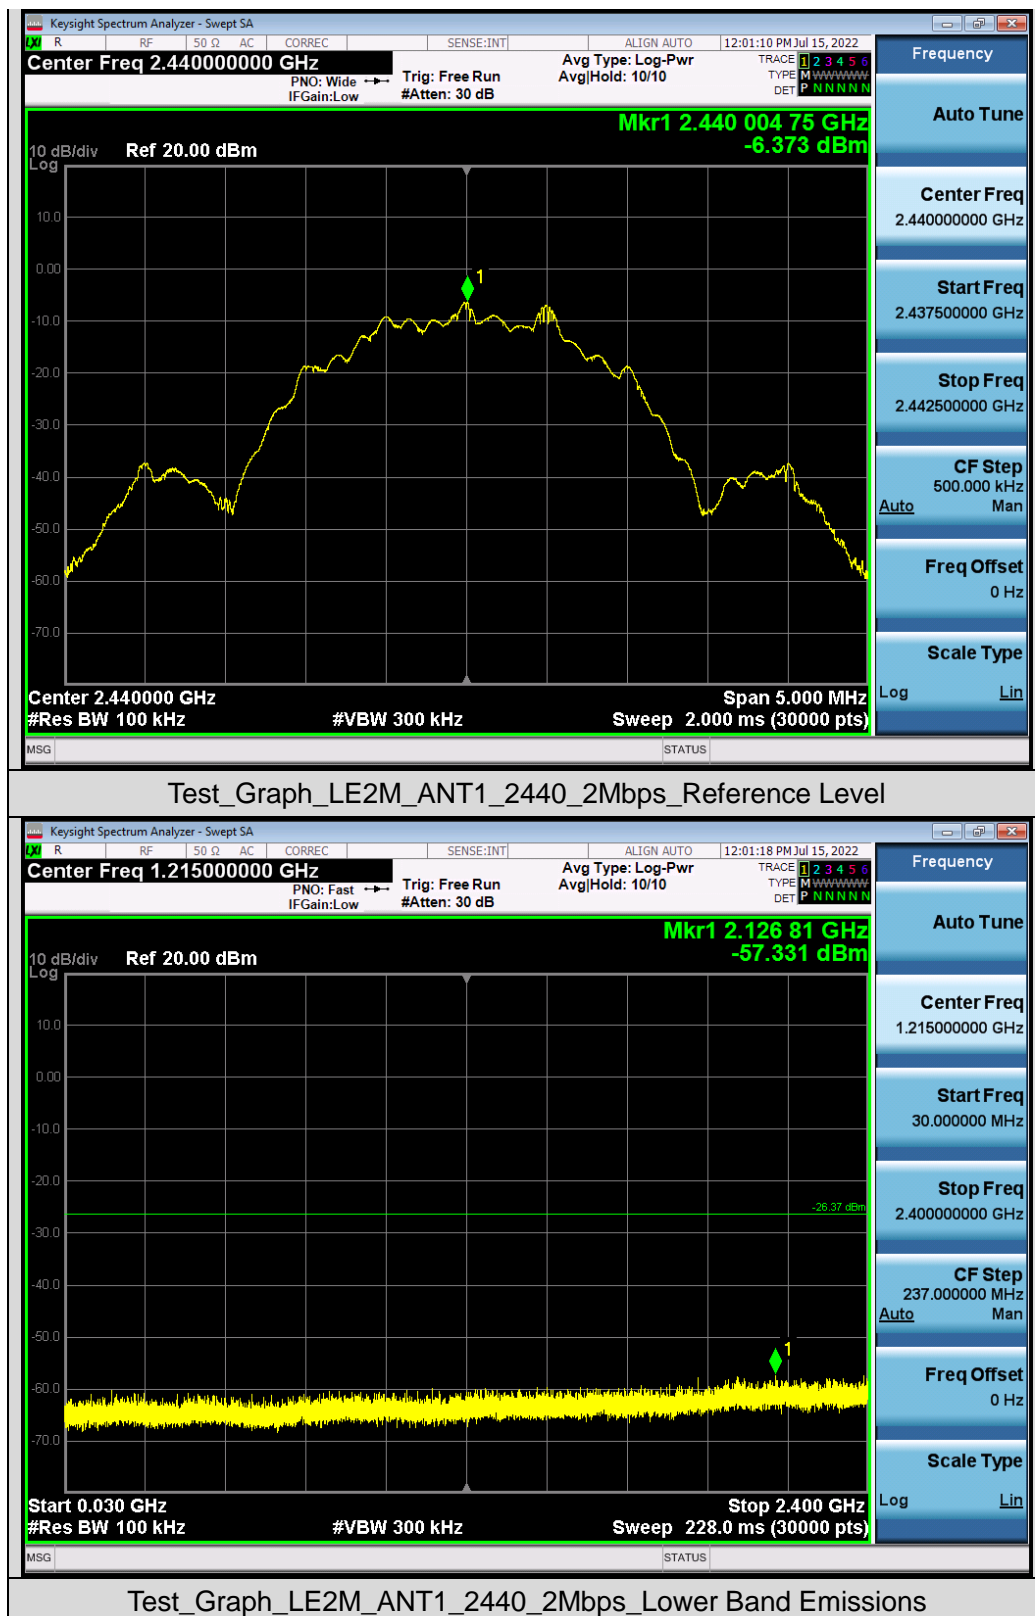 Keysight Spectrum Analyzer - Swept SA
LXI R RF 50 Ω AC CORREC SENSE:INT ALIGN AUTO 12:01:10 PM Jul 15, 2022
Center Freq 2.440000000 GHz
PNO: Wide
IFGain:Low
Trig: Free Run
#Atten: 30 dB
Avg Type: Log-Pwr
Avg|Hold: 10/10
TRACE 1 2 3 4 5 6
TYPE M WWWWW
DET P N N N N N
Mkr1 2.440 004 75 GHz
-6.373 dBm
10 dB/div Ref 20.00 dBm
Log
10.0
0.00
-10.0
-20.0
-30.0
-40.0
-50.0
-60.0
-70.0
1
Center 2.440000 GHz Span 5.000 MHz
#Res BW 100 kHz #VBW 300 kHz Sweep 2.000 ms (30000 pts)
MSG STATUS
Frequency
Auto Tune
Center Freq
2.440000000 GHz
Start Freq
2.437500000 GHz
Stop Freq
2.442500000 GHz
CF Step
500.000 kHz
Auto Man
Freq Offset
0 Hz
Scale Type
Log Lin
Test_Graph_LE2M_ANT1_2440_2Mbps_Reference Level
Keysight Spectrum Analyzer - Swept SA
LXI R RF 50 Ω AC CORREC SENSE:INT ALIGN AUTO 12:01:18 PM Jul 15, 2022
Center Freq 1.215000000 GHz
PNO: Fast
IFGain:Low
Trig: Free Run
#Atten: 30 dB
Avg Type: Log-Pwr
Avg|Hold: 10/10
TRACE 1 2 3 4 5 6
TYPE M WWWWW
DET P N N N N N
Mkr1 2.126 81 GHz
-57.331 dBm
10 dB/div Ref 20.00 dBm
Log
10.0
0.00
-10.0
-20.0
-30.0
-40.0
-50.0
-60.0
-70.0
-26.37 dBm
1
Start 0.030 GHz Stop 2.400 GHz
#Res BW 100 kHz #VBW 300 kHz Sweep 228.0 ms (30000 pts)
MSG STATUS
Frequency
Auto Tune
Center Freq
1.215000000 GHz
Start Freq
30.000000 MHz
Stop Freq
2.400000000 GHz
CF Step
237.000000 MHz
Auto Man
Freq Offset
0 Hz
Scale Type
Log Lin
Test_Graph_LE2M_ANT1_2440_2Mbps_Lower Band Emissions